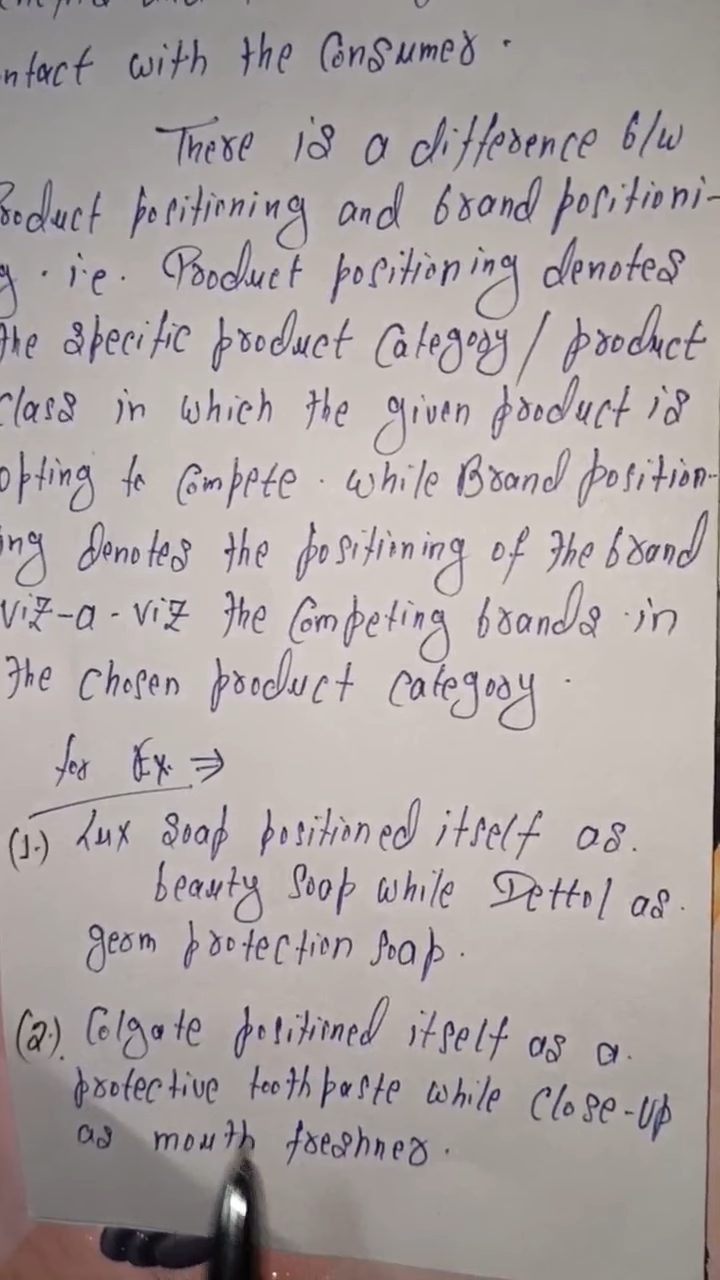 ntact with the Consumer.
There is a difference b/w
Product positioning and brand positioni-
g. i.e. Product positioning denotes
the specific product Category/product
Class in which the given product is
opting to Compete. while Brand position-
ing denotes the positioning of the brand
viz-a-viz the Competing brands in
the chosen product category.
for Ex. ⇒
(1.) Lux soap positioned itself as.
beauty soap while Dettol as.
germ protection soap.
(2.) Colgate positioned itself as a.
protective toothpaste while Close-up
as mouth freshner.